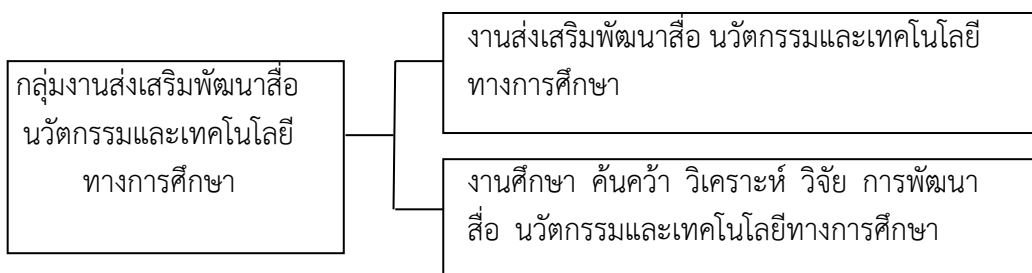 กลุ่มงานส่งเสริมพัฒนาสื่อ
นวัตกรรมและเทคโนโลยี
ทางการศึกษา
งานส่งเสริมพัฒนาสื่อ นวัตกรรมและเทคโนโลยี
ทางการศึกษา
งานศึกษา ค้นคว้า วิเคราะห์ วิจัย การพัฒนา
สื่อ นวัตกรรมและเทคโนโลยีทางการศึกษา